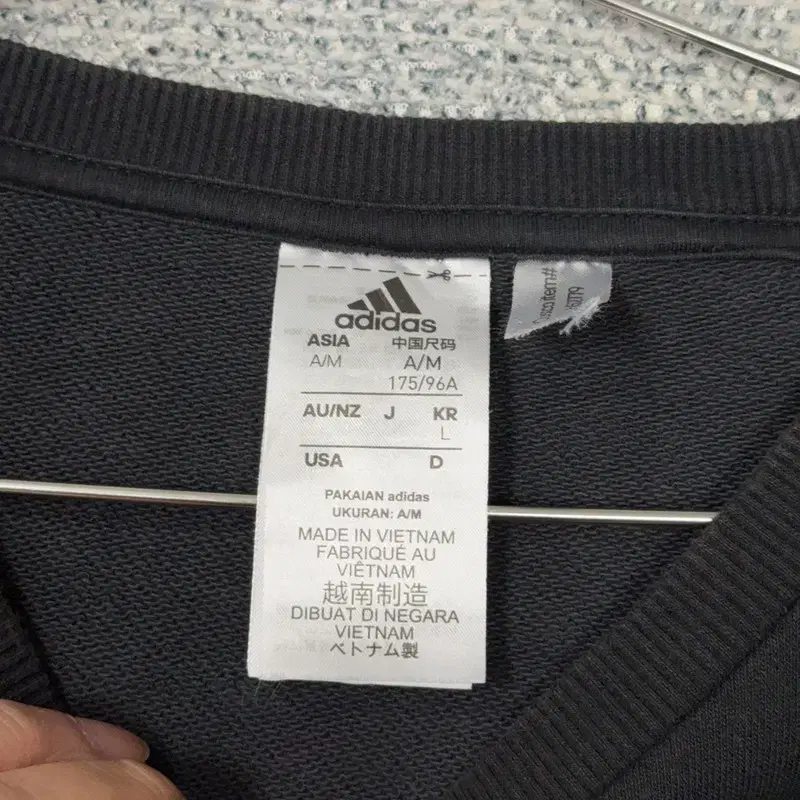 adidas
ASIA 中国尺码
A/M A/M
175/96A
AU/NZ J KR
L
USA D
PAKAIAN adidas
UKURAN: A/M
MADE IN VIETNAM
FABRIQUÉ AU
VIÊTNAM
越南制造
DIBUAT DI NEGARA
VIETNAM
ベトナム製
item#